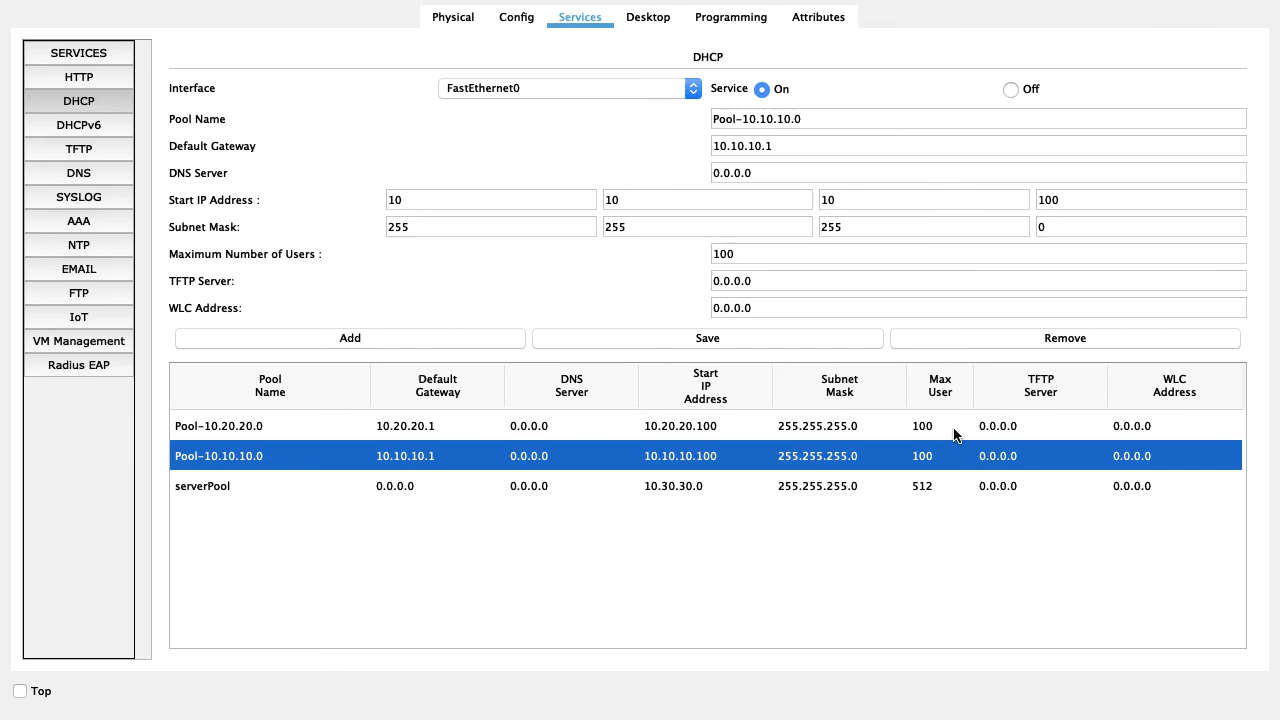 Physical Config Services Desktop Programming Attributes
SERVICES
HTTP
DHCP
DHCPv6
TFTP
DNS
SYSLOG
AAA
NTP
EMAIL
FTP
IoT
VM Management
Radius EAP
DHCP
Interface FastEthernet0 Service On Off
Pool Name Pool-10.10.10.0
Default Gateway 10.10.10.1
DNS Server 0.0.0.0
Start IP Address : 10 10 10 100
Subnet Mask: 255 255 255 0
Maximum Number of Users : 100
TFTP Server: 0.0.0.0
WLC Address: 0.0.0.0
Add Save Remove
Pool Name Default Gateway DNS Server Start IP Address Subnet Mask Max User TFTP Server WLC Address
Pool-10.20.20.0 10.20.20.1 0.0.0.0 10.20.20.100 255.255.255.0 100 0.0.0.0 0.0.0.0
Pool-10.10.10.0 10.10.10.1 0.0.0.0 10.10.10.100 255.255.255.0 100 0.0.0.0 0.0.0.0
serverPool 0.0.0.0 0.0.0.0 10.30.30.0 255.255.255.0 512 0.0.0.0 0.0.0.0
Top